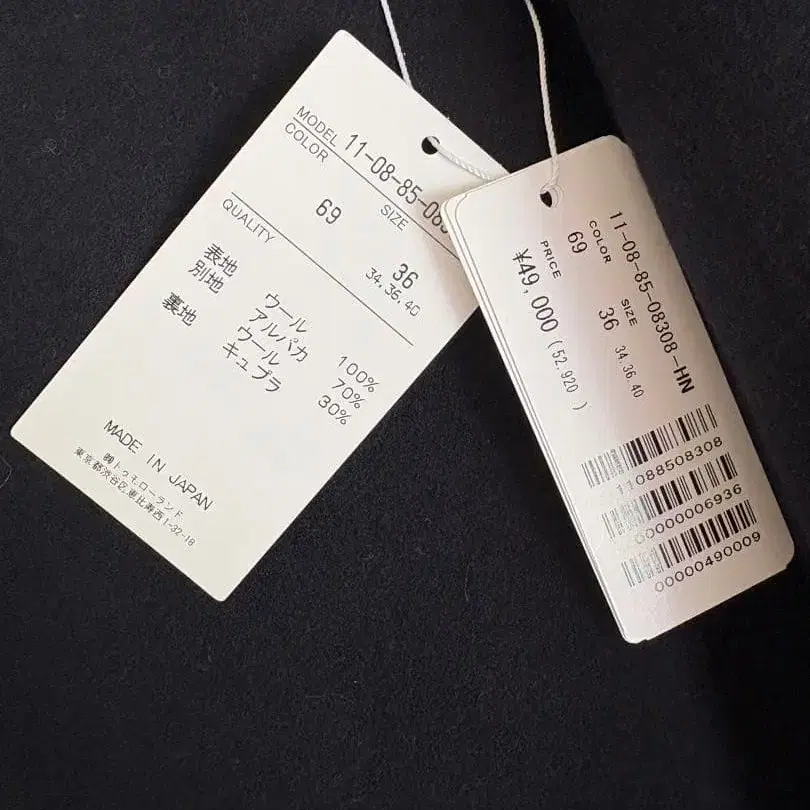 MODEL 11-08-85-08
COLOR
69 SIZE 36
34.36.40
QUALITY
表地 ウール 100%
別地 アルパカ 70%
ウール 30%
裏地 キュプラ
MADE IN JAPAN
㈱トゥモローランド
東京都渋谷区恵比寿西1-32-18
11-08-85-08308-HN
COLOR
69 SIZE 36 34.36.40
PRICE
¥49,000 (52.920)
1088508308
0000006936
00000490009